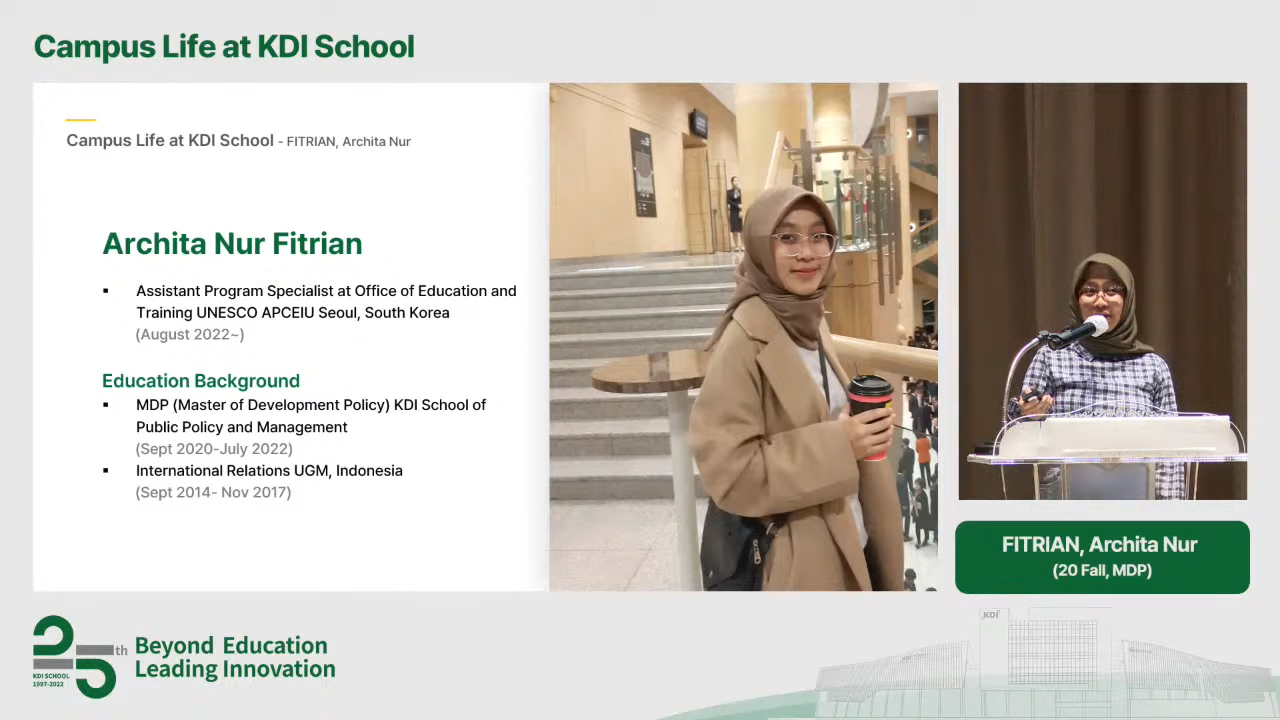 Campus Life at KDI School
Campus Life at KDI School - FITRIAN, Archita Nur
Archita Nur Fitrian
▪ Assistant Program Specialist at Office of Education and
Training UNESCO APCEIU Seoul, South Korea
(August 2022~)
Education Background
▪ MDP (Master of Development Policy) KDI School of
Public Policy and Management
(Sept 2020-July 2022)
▪ International Relations UGM, Indonesia
(Sept 2014- Nov 2017)
FITRIAN, Archita Nur
(20 Fall, MDP)
25th
KDI SCHOOL
1997-2022
Beyond Education
Leading Innovation
KDI
KDI